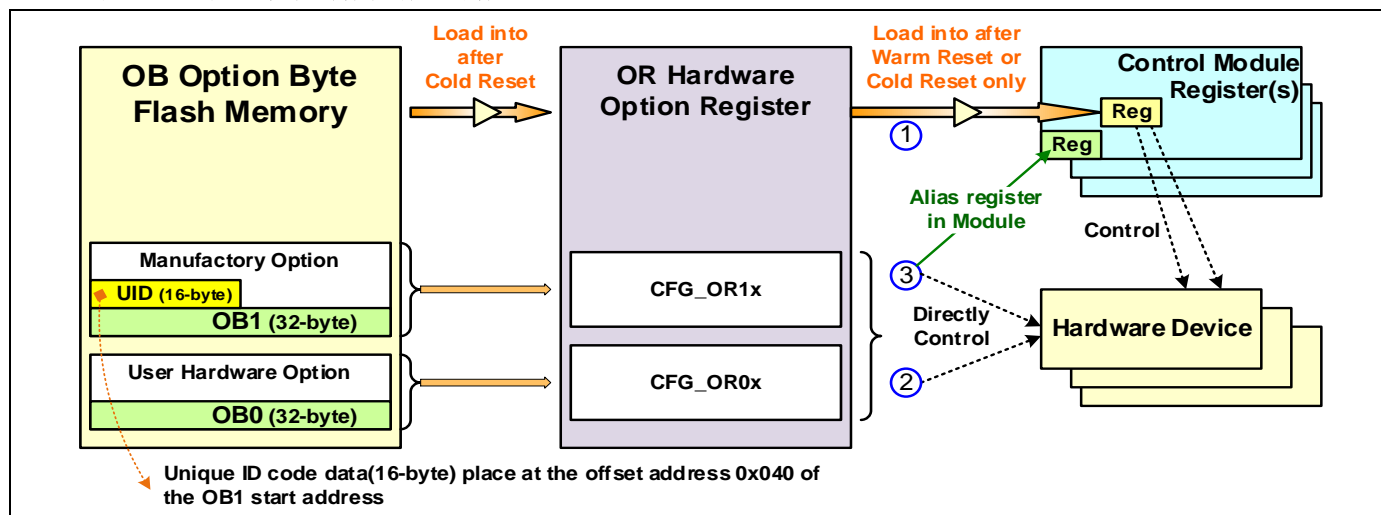 OB Option Byte
Flash Memory
Load into
after
Cold Reset
OR Hardware
Option Register
Load into after
Warm Reset or
Cold Reset only
1
Control Module
Register(s)
Reg
Reg
Alias register
in Module
Control
Manufactory Option
UID (16-byte)
OB1 (32-byte)
CFG_OR1x
3
Directly
Control
Hardware Device
User Hardware Option
OB0 (32-byte)
CFG_OR0x
2
Unique ID code data(16-byte) place at the offset address 0x040 of
the OB1 start address